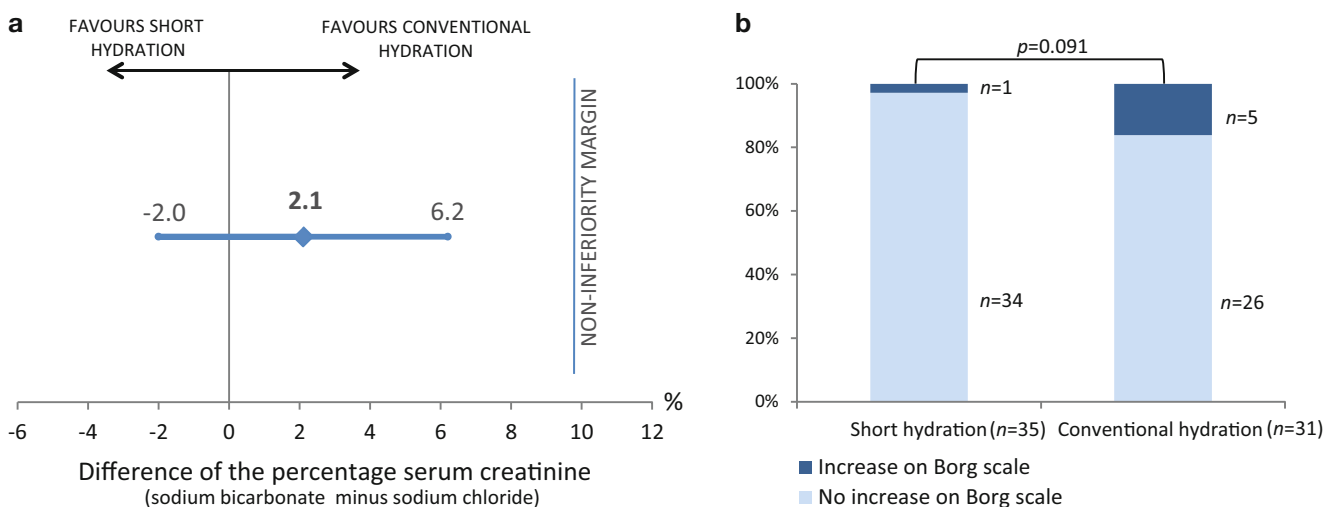 a
FAVOURS SHORT
HYDRATION
FAVOURS CONVENTIONAL
HYDRATION
-2.0
2.1
6.2
NON-INFERIORITY MARGIN
-6 -4 -2 0 2 4 6 8 10 12
%
Difference of the percentage serum creatinine
(sodium bicarbonate minus sodium chloride)
b
p=0.091
100%
80%
60%
40%
20%
0%
n=1
n=34
n=5
n=26
Short hydration (n=35) Conventional hydration (n=31)
Increase on Borg scale
No increase on Borg scale